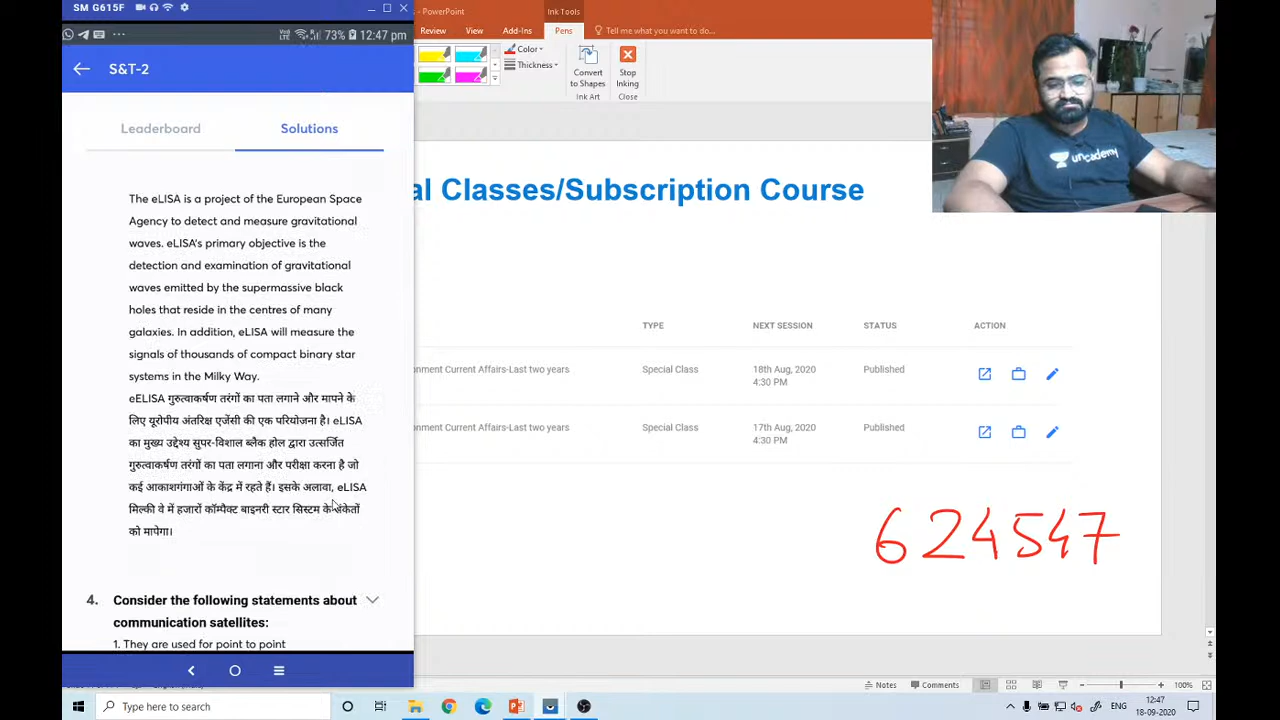 SM G615F
73% 12:47 pm
S&T-2
Leaderboard
Solutions
The eLISA is a project of the European Space
Agency to detect and measure gravitational
waves. eLISA's primary objective is the
detection and examination of gravitational
waves emitted by the supermassive black
holes that reside in the centres of many
galaxies. In addition, eLISA will measure the
signals of thousands of compact binary star
systems in the Milky Way.
eELISA गुरुत्वाकर्षण तरंगों का पता लगाने और मापने के
लिए यूरोपीय अंतरिक्ष एजेंसी की एक परियोजना है। eLISA
का मुख्य उद्देश्य सुपर-विशाल ब्लैक होल द्वारा उत्सर्जित
गुरुत्वाकर्षण तरंगों का पता लगाना और परीक्षा करना है जो
कई आकाशगंगाओं के केंद्र में रहते हैं। इसके अलावा, eLISA
मिल्की वे में हजारों कॉम्पैक्ट बाइनरी स्टार सिस्टम के संकेतों
को मापेगा।
4. Consider the following statements about
communication satellites:
1. They are used for point to point
- PowerPoint
Ink Tools
Review View Add-Ins Pens Tell me what you want to do...
Color
Thickness
Convert
to Shapes
Stop
Inking
Ink Art
Close
al Classes/Subscription Course
TYPE NEXT SESSION STATUS ACTION
onment Current Affairs-Last two years Special Class 18th Aug, 2020 Published
4:30 PM
onment Current Affairs-Last two years Special Class 17th Aug, 2020 Published
4:30 PM
624547
unacademy
Notes Comments 100%
Type here to search
12:47
18-09-2020